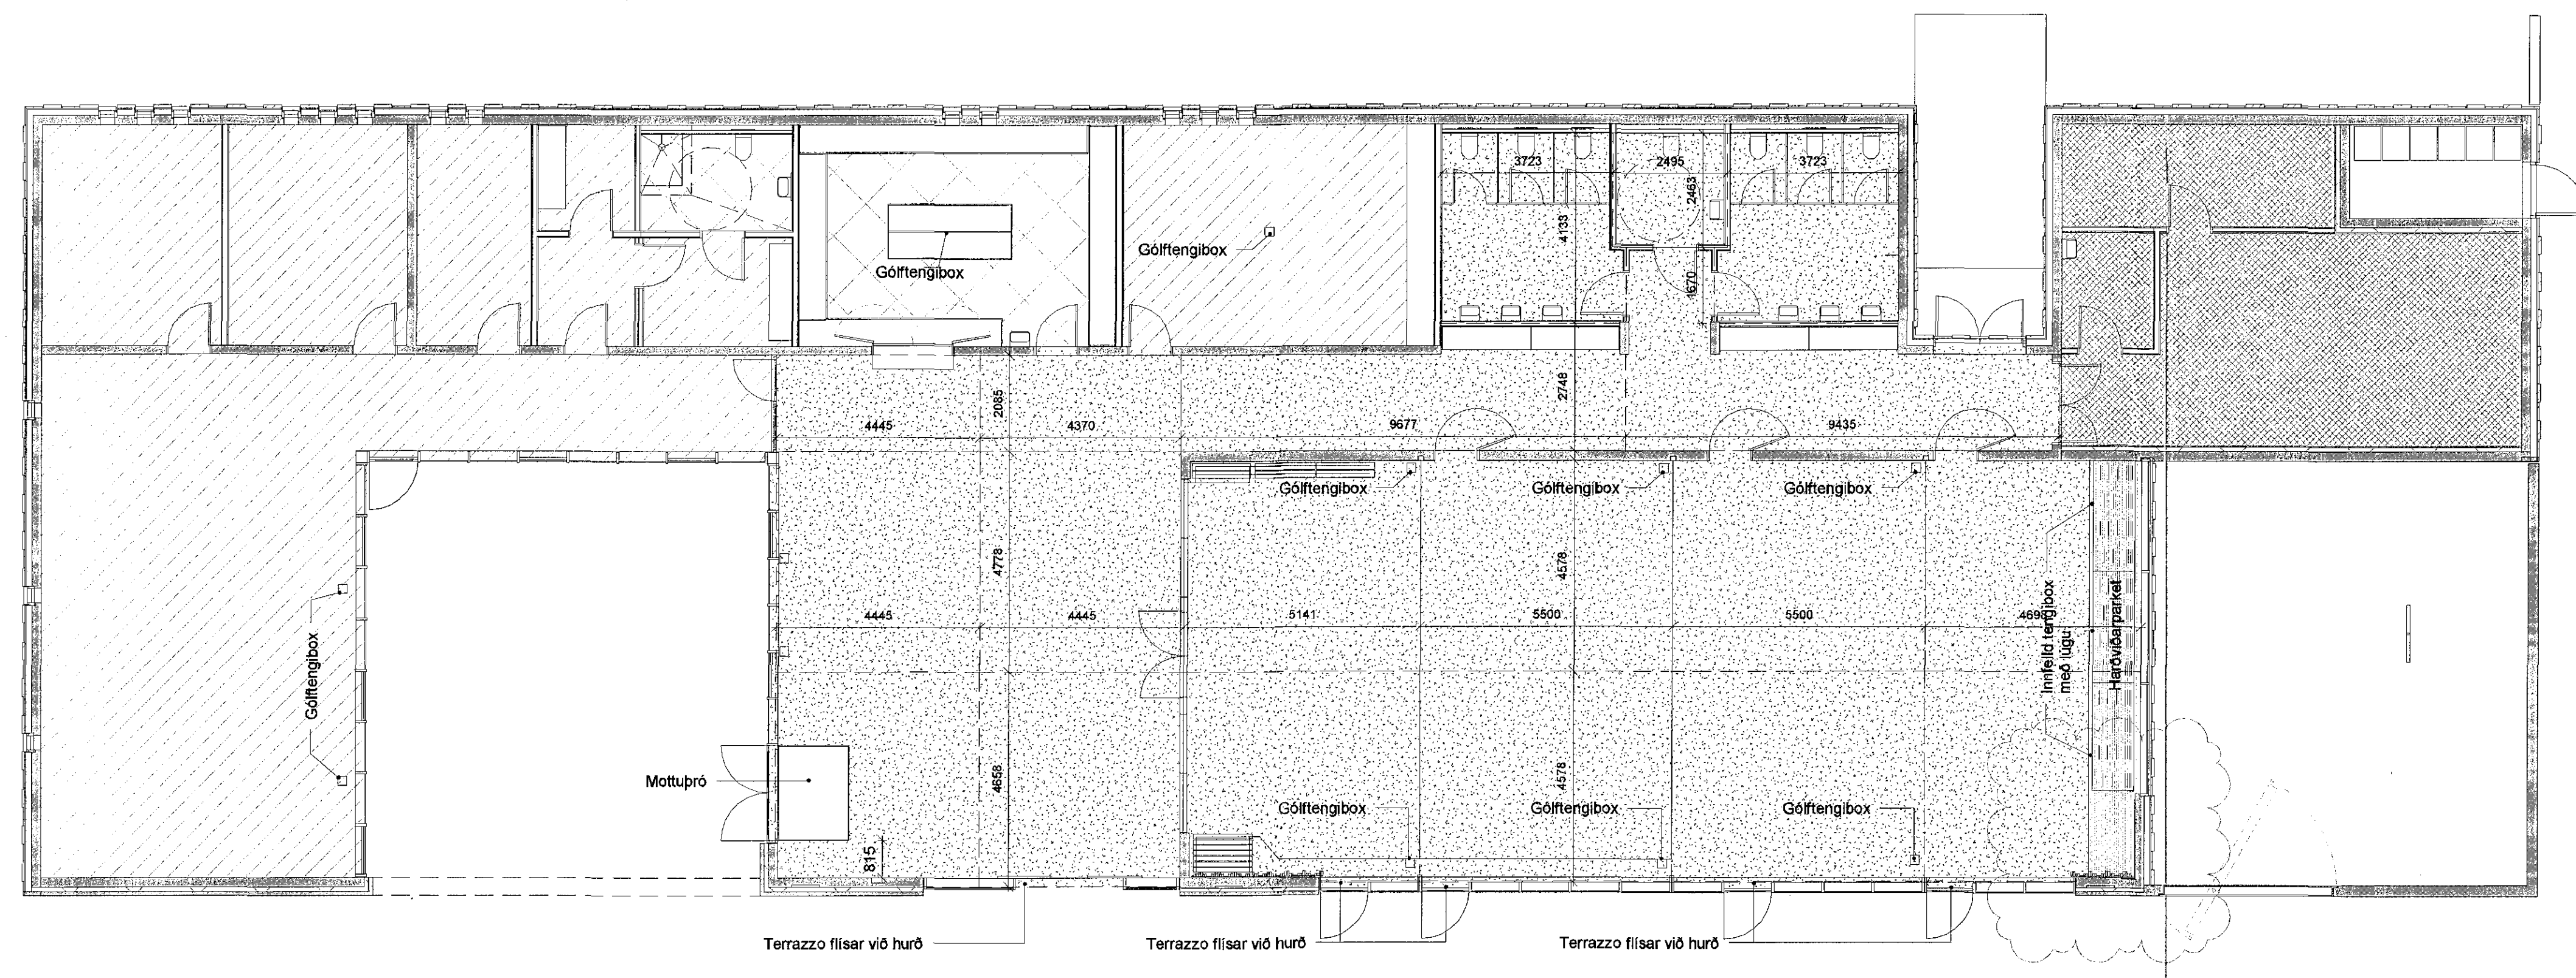 3723
2495
3723
2463
4133
1670
Gólftengibox
Gólftengibox
2085
2748
4445
4370
9677
9435
Gólftengibox
Gólftengibox
Gólftengibox
4778
4578
4445
4445
5141
5500
5500
4698
Gólftengibox
Innfelld tengibox
með lúgu
Harðviðarparket
Mottuþró
4658
4578
Gólftengibox
Gólftengibox
Gólftengibox
815
Terrazzo flísar við hurð
Terrazzo flísar við hurð
Terrazzo flísar við hurð